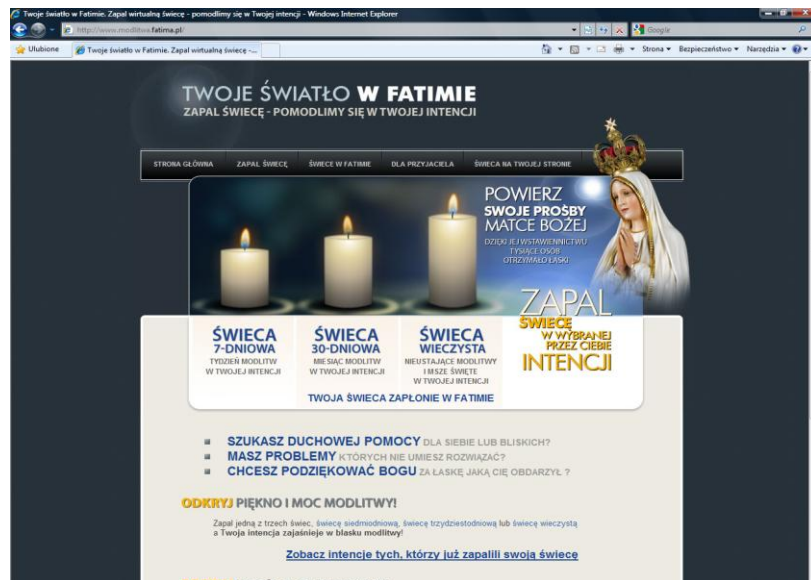 Twoje światło w Fatimie. Zapal wirtualną świecę - pomodlimy się w Twojej intencji - Windows Internet Explorer
http://www.modlitwa.fatima.pl/
Google
Ulubione
Twoje światło w Fatimie. Zapal wirtualną świecę -...
Strona
Bezpieczeństwo
Narzędzia
TWOJE ŚWIATŁO W FATIMIE
ZAPAL ŚWIECĘ - POMODLIMY SIĘ W TWOJEJ INTENCJI
STRONA GŁÓWNA ZAPAL ŚWIECĘ ŚWIECE W FATIMIE DLA PRZYJACIELA ŚWIECA NA TWOJEJ STRONIE
POWIERZ
SWOJE PROŚBY
MATCE BOŻEJ
DZIĘKI JEJ WSTAWIENNICTWU
TYSIĄCE OSÓB
OTRZYMAŁO ŁASKI
ZAPAL
ŚWIECĘ
W WYBRANEJ
PRZEZ CIEBIE
INTENCJI
ŚWIECA
7-DNIOWA
TYDZIEŃ MODLITW
W TWOJEJ INTENCJI
ŚWIECA
30-DNIOWA
MIESIĄC MODLITW
W TWOJEJ INTENCJI
ŚWIECA
WIECZYSTA
NIEUSTAJĄCE MODLITWY
I MSZE ŚWIĘTE
W TWOJEJ INTENCJI
TWOJA ŚWIECA ZAPŁONIE W FATIMIE
SZUKASZ DUCHOWEJ POMOCY DLA SIEBIE LUB BLISKICH?
MASZ PROBLEMY KTÓRYCH NIE UMIESZ ROZWIĄZAĆ?
CHCESZ PODZIĘKOWAĆ BOGU ZA ŁASKĘ JAKĄ CIĘ OBDARZYŁ ?
ODKRYJ PIĘKNO I MOC MODLITWY!
Zapal jedną z trzech świec, świecę siedmiodniową, świecę trzydziestodniową lub świecę wieczystą
a Twoja intencja zajaśnieje w blasku modlitwy!
Zobacz intencje tych, którzy już zapalili swoją świecę